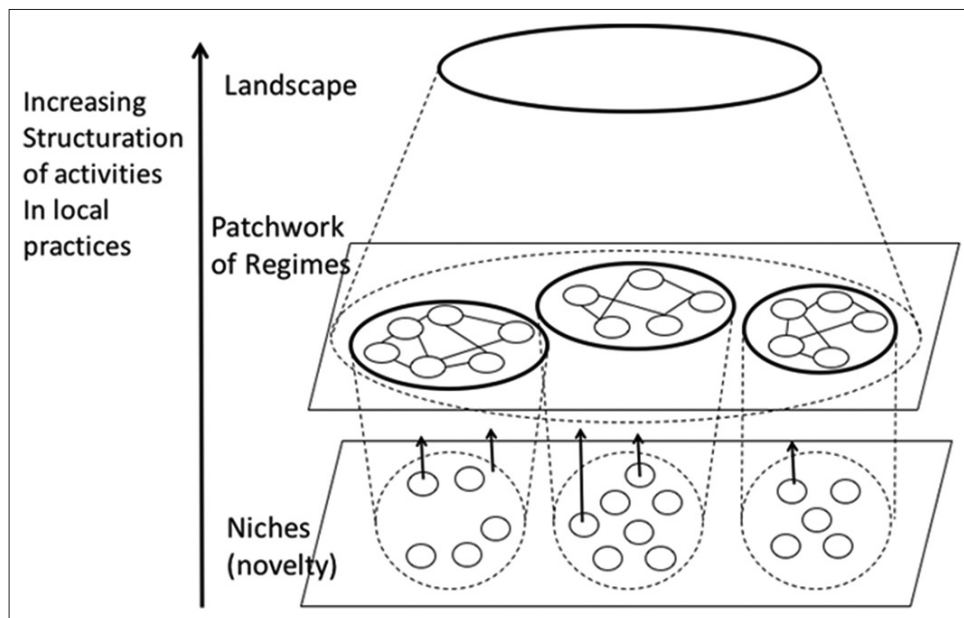 Increasing
Structuration
of activities
In local
practices
Landscape
Patchwork
of Regimes
Niches
(novelty)